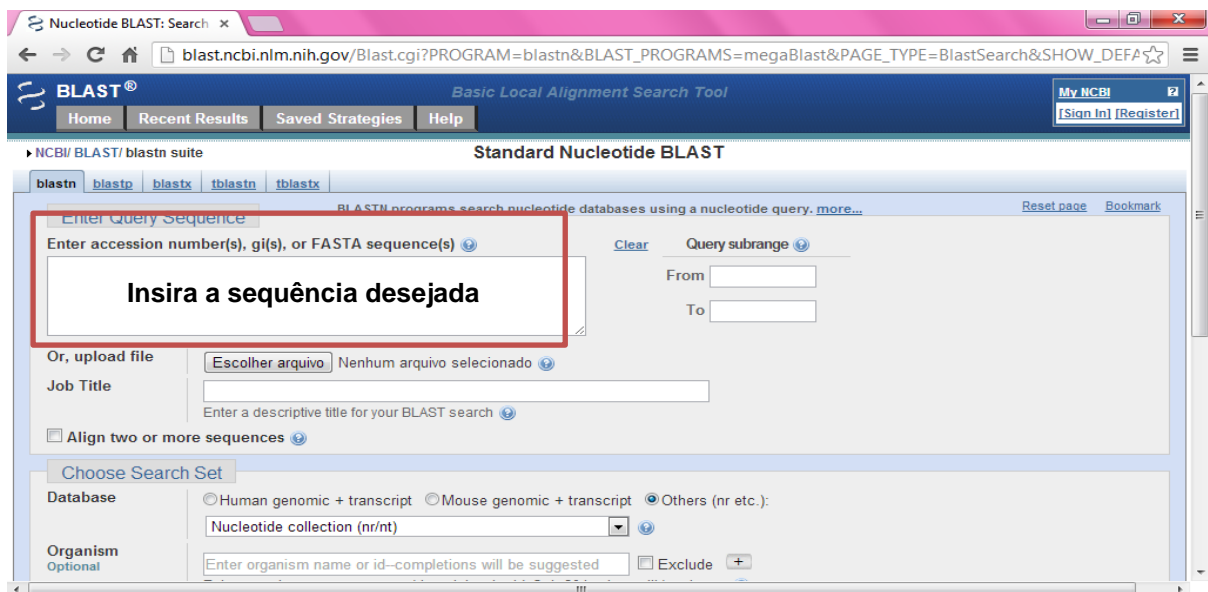 Nucleotide BLAST: Search ×
blast.ncbi.nlm.nih.gov/Blast.cgi?PROGRAM=blastn&BLAST_PROGRAMS=megaBlast&PAGE_TYPE=BlastSearch&SHOW_DEFA
BLAST® Basic Local Alignment Search Tool My NCBI ?
Home Recent Results Saved Strategies Help [Sign In] [Register]
NCBI/ BLAST/ blastn suite Standard Nucleotide BLAST
blastn blastp blastx tblastn tblastx
Enter Query Sequence BLASTN programs search nucleotide databases using a nucleotide query. more... Reset page Bookmark
Enter accession number(s), gi(s), or FASTA sequence(s) Clear Query subrange
Insira a sequência desejada
From
To
Or, upload file Escolher arquivo Nenhum arquivo selecionado
Job Title
Enter a descriptive title for your BLAST search
Align two or more sequences
Choose Search Set
Database Human genomic + transcript Mouse genomic + transcript Others (nr etc.):
Nucleotide collection (nr/nt)
Organism
Optional
Enter organism name or id--completions will be suggested Exclude +